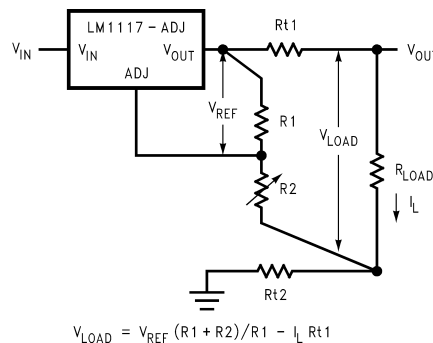 LM1117-ADJ
V_IN
V_IN
V_OUT
ADJ
Rt1
V_REF
R1
R2
V_LOAD
R_LOAD
I_L
Rt2
V_LOAD = V_REF (R1 + R2)/R1 - I_L Rt1